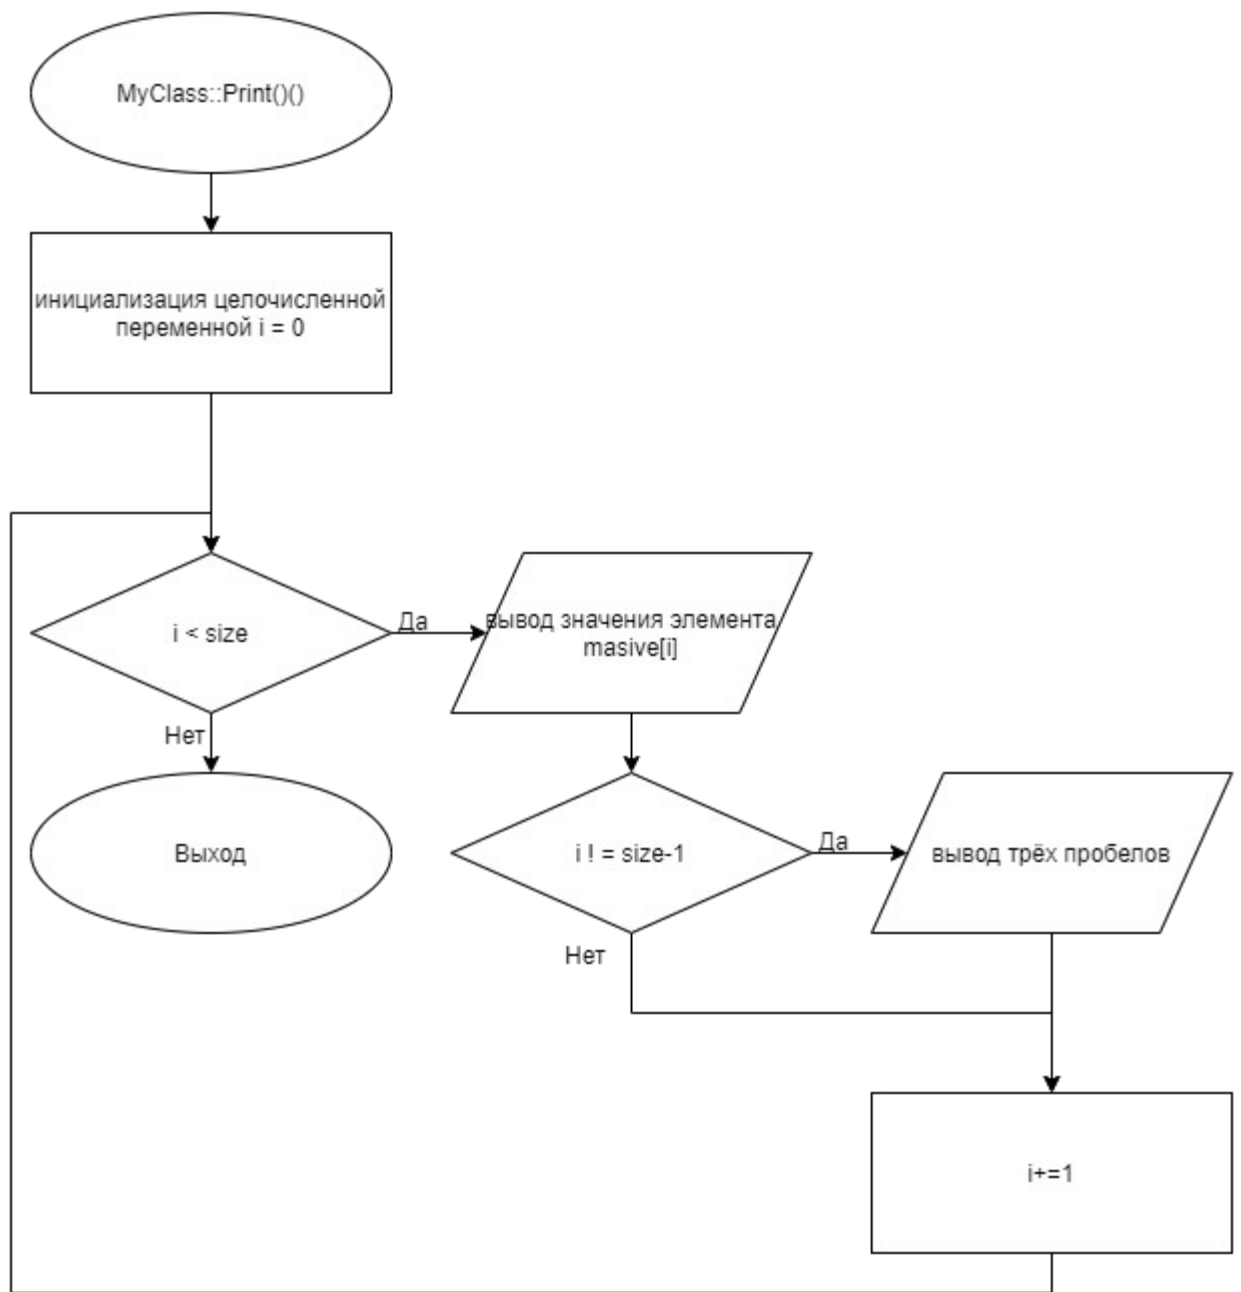 MyClass::Print()()
инициализация целочисленной
переменной i = 0
i < size
Да
вывод значения элемента
masive[i]
Нет
Выход
i ! = size-1
Да
вывод трёх пробелов
Нет
i+=1